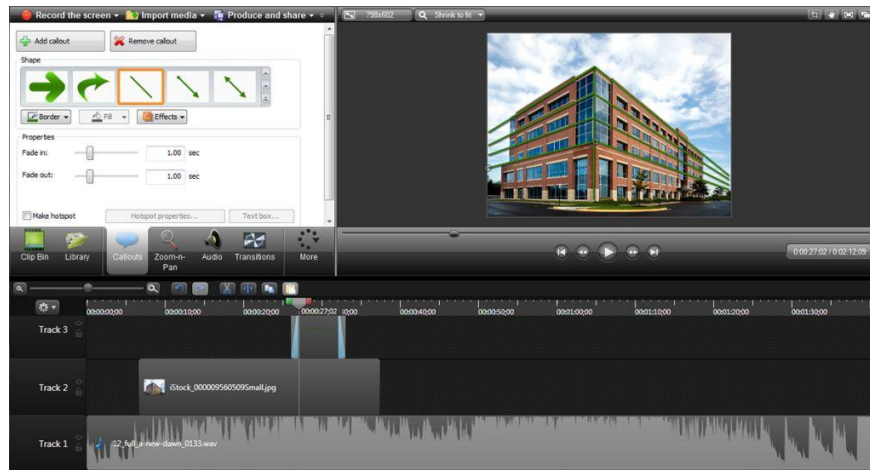 Record the screen Import media Produce and share
798x602 Shrink to fit
Add callout Remove callout
Shape
Border Fill Effects
Properties
Fade in: 1.00 sec
Fade out: 1.00 sec
Make hotspot Hotspot properties... Text box...
Clip Bin Library Callouts Zoom-n-Pan Audio Transitions More
0:00:27;02 / 0:02:12;09
00:00:00;00 00:00:10;00 00:00:20;00 00:00:27;02 00:00:40;00 00:00:50;00 00:01:00;00 00:01:10;00 00:01:20;00 00:01:30;00
Track 3
Track 2 iStock_000009560509Small.jpg
Track 1 12_full_a-new-dawn_0133.wav